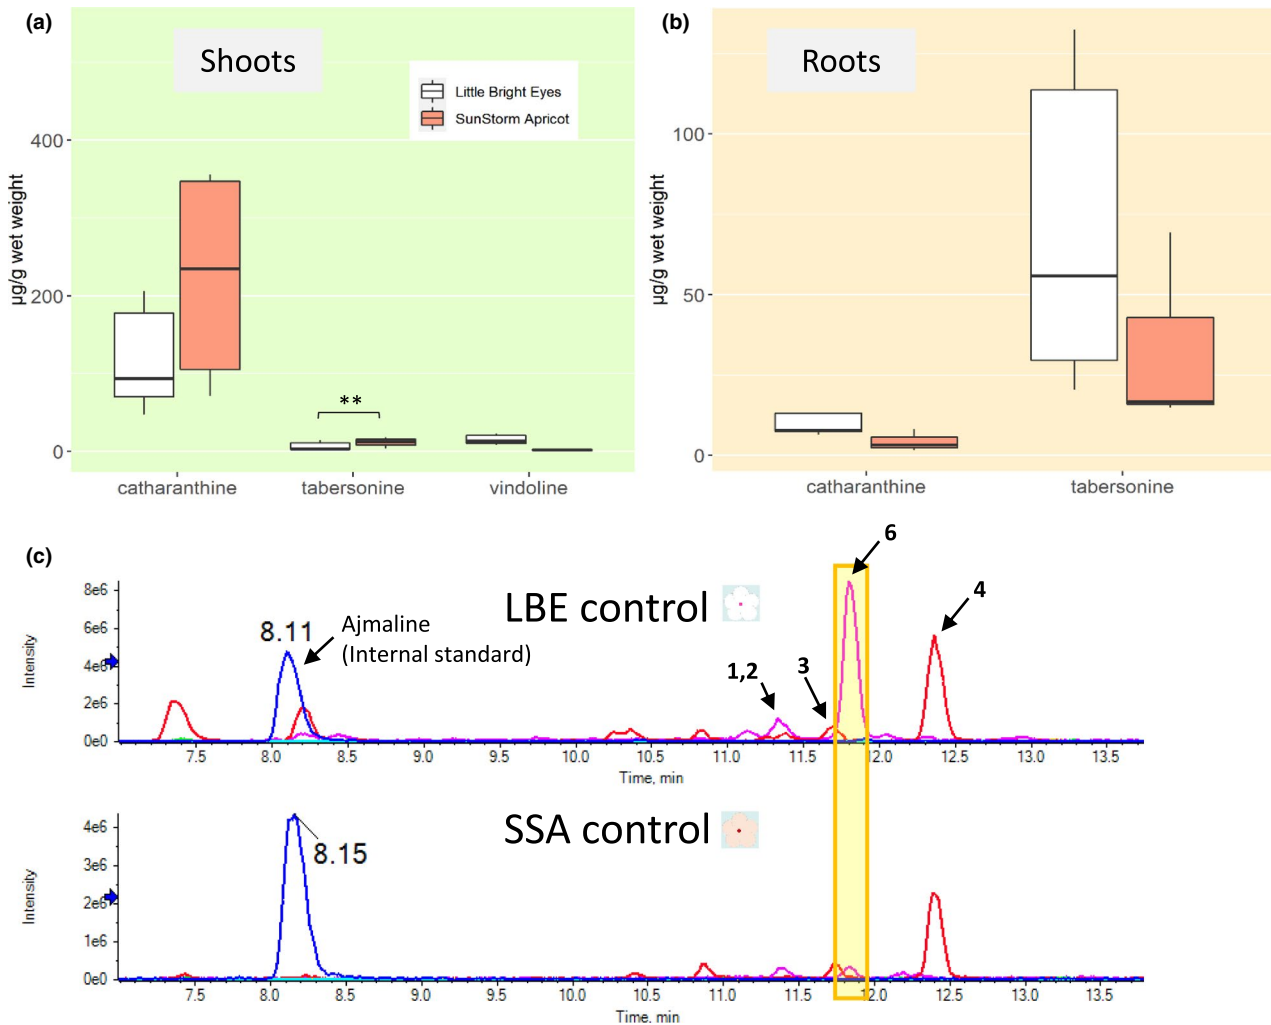 (a)
Shoots
Little Bright Eyes
SunStorm Apricot
**
400
200
0
µg/g wet weight
catharanthine
tabersonine
vindoline
(b)
Roots
100
50
0
µg/g wet weight
catharanthine
tabersonine
(c)
LBE control
8.11
Ajmaline
(Internal standard)
1,2
3
6
4
8e6
6e6
4e6
2e6
0e0
Intensity
7.5 8.0 8.5 9.0 9.5 10.0 10.5 11.0 11.5 12.0 12.5 13.0 13.5
Time, min
SSA control
8.15
4e6
3e6
2e6
1e6
0e0
Intensity
7.5 8.0 8.5 9.0 9.5 10.0 10.5 11.0 11.5 12.0 12.5 13.0 13.5
Time, min